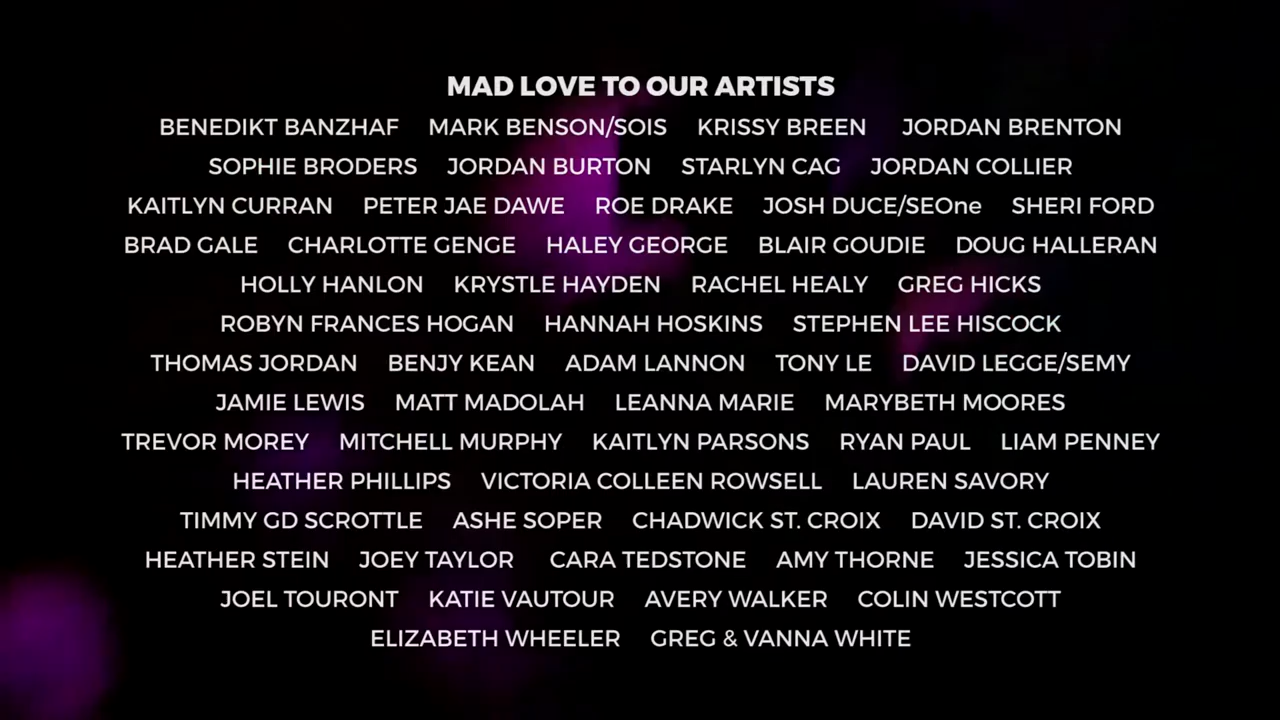 MAD LOVE TO OUR ARTISTS
BENEDIKT BANZHAF MARK BENSON/SOIS KRISSY BREEN JORDAN BRENTON
SOPHIE BRODERS JORDAN BURTON STARLYN CAG JORDAN COLLIER
KAITLYN CURRAN PETER JAE DAWE ROE DRAKE JOSH DUCE/SEOne SHERI FORD
BRAD GALE CHARLOTTE GENGE HALEY GEORGE BLAIR GOUDIE DOUG HALLERAN
HOLLY HANLON KRYSTLE HAYDEN RACHEL HEALY GREG HICKS
ROBYN FRANCES HOGAN HANNAH HOSKINS STEPHEN LEE HISCOCK
THOMAS JORDAN BENJY KEAN ADAM LANNON TONY LE DAVID LEGGE/SEMY
JAMIE LEWIS MATT MADOLAH LEANNA MARIE MARYBETH MOORES
TREVOR MOREY MITCHELL MURPHY KAITLYN PARSONS RYAN PAUL LIAM PENNEY
HEATHER PHILLIPS VICTORIA COLLEEN ROWSELL LAUREN SAVORY
TIMMY GD SCROTTLE ASHE SOPER CHADWICK ST. CROIX DAVID ST. CROIX
HEATHER STEIN JOEY TAYLOR CARA TEDSTONE AMY THORNE JESSICA TOBIN
JOEL TOURONT KATIE VAUTOUR AVERY WALKER COLIN WESTCOTT
ELIZABETH WHEELER GREG & VANNA WHITE